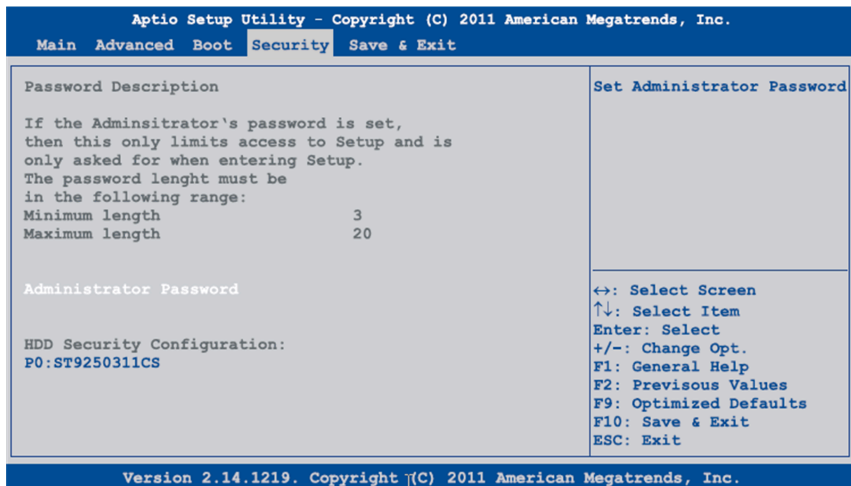 Aptio Setup Utility - Copyright (C) 2011 American Megatrends, Inc.
Main Advanced Boot Security Save & Exit
Password Description
If the Adminsitrator`s password is set,
then this only limits access to Setup and is
only asked for when entering Setup.
The password lenght must be
in the following range:
Minimum length 3
Maximum length 20
Administrator Password
HDD Security Configuration:
P0:ST9250311CS
Set Administrator Password
↔: Select Screen
↑↓: Select Item
Enter: Select
+/-: Change Opt.
F1: General Help
F2: Previsous Values
F9: Optimized Defaults
F10: Save & Exit
ESC: Exit
Version 2.14.1219. Copyright (C) 2011 American Megatrends, Inc.